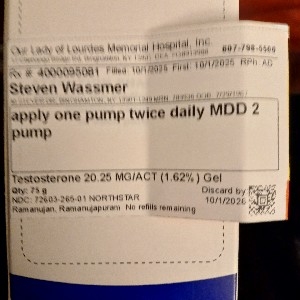 Our Lady of Lourdes Memorial Hospital, Inc. 607-798-5569
Rx # 4000095081 Filled: 10/1/2025 First: 10/1/2025 RPh: AG
Steven Wassmer
apply one pump twice daily MDD 2
pump
Testosterone 20.25 MG/ACT (1.62%) Gel
Qty: 75 g Discard by
NDC: 72603-265-01 NORTHSTAR 10/1/2026
Ramanujan, Ramanujapuram No refills remaining